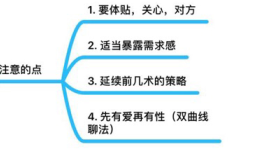 注意的点
1. 要体贴，关心，对方
2. 适当暴露需求感
3. 延续前几术的策略
4. 先有爱再有性（双曲线
聊法）